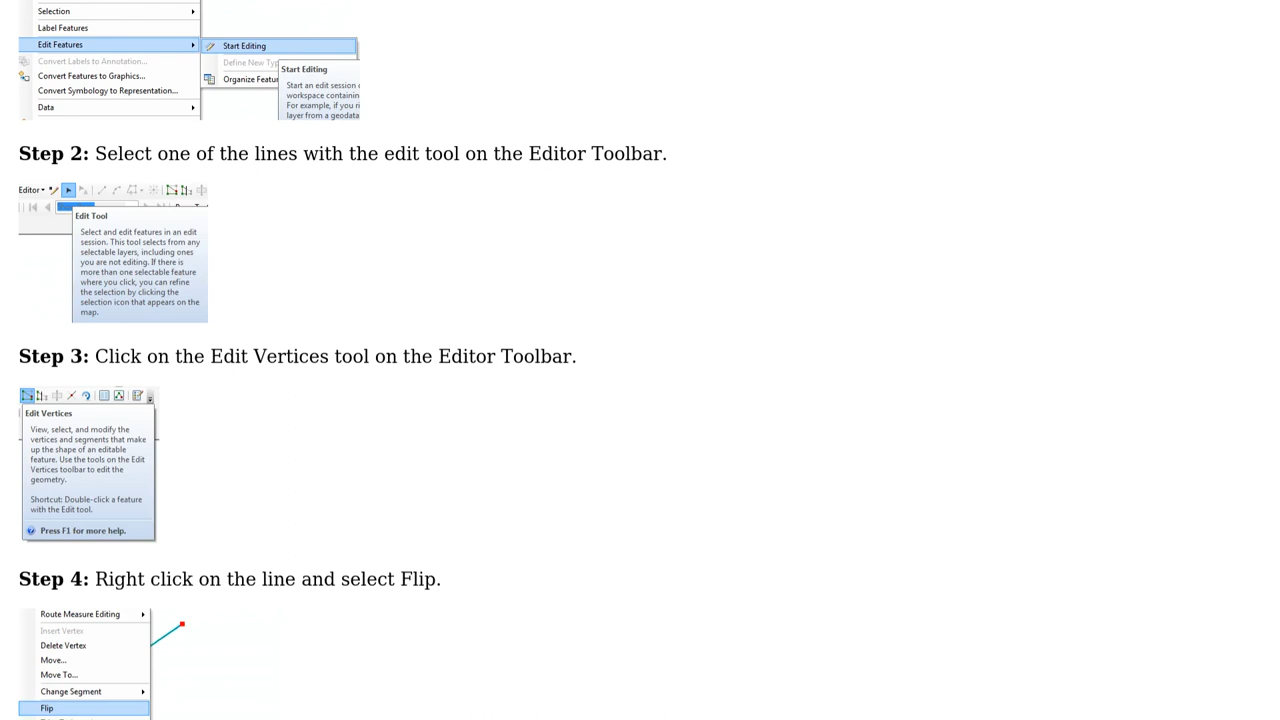 Selection
Label Features
Edit Features
Start Editing
Convert Labels to Annotation...
Define New Typ
Start Editing
Convert Features to Graphics...
Organize Featur
Start an edit session
Convert Symbology to Representation...
workspace containin
For example, if you ri
Data
layer from a geodata
Step 2: Select one of the lines with the edit tool on the Editor Toolbar.
Editor
Edit Tool
Select and edit features in an edit
session. This tool selects from any
selectable layers, including ones
you are not editing. If there is
more than one selectable feature
where you click, you can refine
the selection by clicking the
selection icon that appears on the
map.
Step 3: Click on the Edit Vertices tool on the Editor Toolbar.
Edit Vertices
View, select, and modify the
vertices and segments that make
up the shape of an editable
feature. Use the tools on the Edit
Vertices toolbar to edit the
geometry.
Shortcut: Double-click a feature
with the Edit tool.
Press F1 for more help.
Step 4: Right click on the line and select Flip.
Route Measure Editing
Insert Vertex
Delete Vertex
Move...
Move To...
Change Segment
Flip